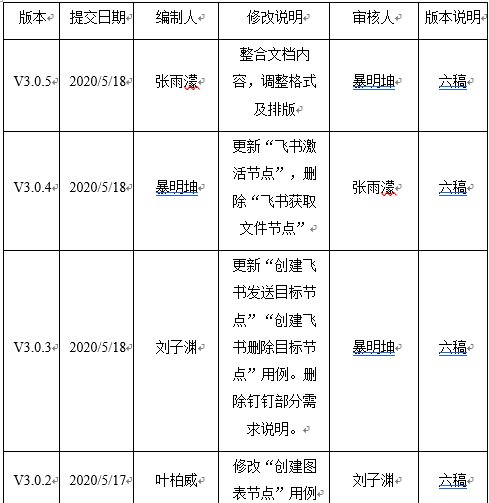 版本 提交日期 编制人 修改说明 审核人 版本说明
V3.0.5 2020/5/18 张雨濛 整合文档内 暴明坤 六稿
容，调整格式
及排版
V3.0.4 2020/5/18 暴明坤 更新“飞书激 张雨濛 六稿
活节点”，删
除“飞书获取
文件节点”
V3.0.3 2020/5/18 刘子渊 更新“创建飞 暴明坤 六稿
书发送目标节
点”“创建飞
书删除目标节
点”用例。删
除钉钉部分需
求说明。
V3.0.2 2020/5/17 叶柏威 修改“创建图 刘子渊 六稿
表节点”用例